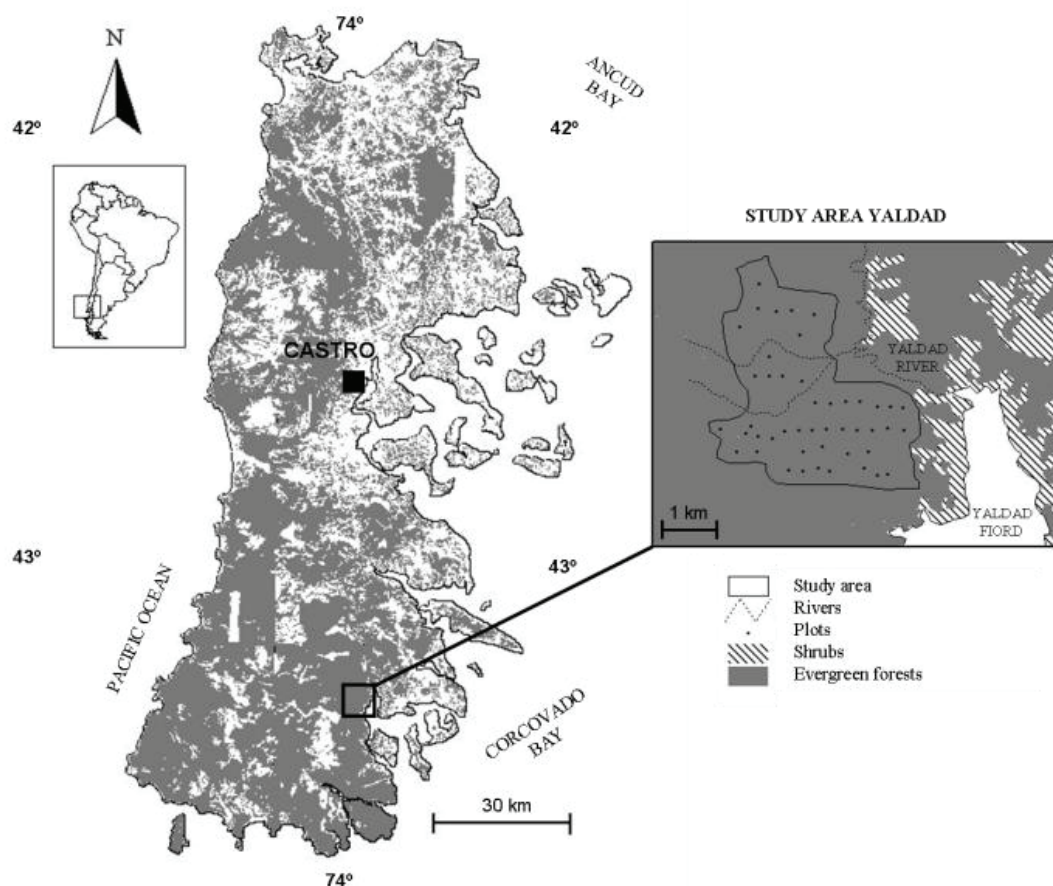 74º
N
ANCUD
BAY
42º
42º
STUDY AREA YALDAD
CASTRO
YALDAD
RIVER
1 km
YALDAD
FIORD
43º
43º
Study area
Rivers
Plots
Shrubs
Evergreen forests
PACIFIC OCEAN
CORCOVADO
BAY
30 km
74º